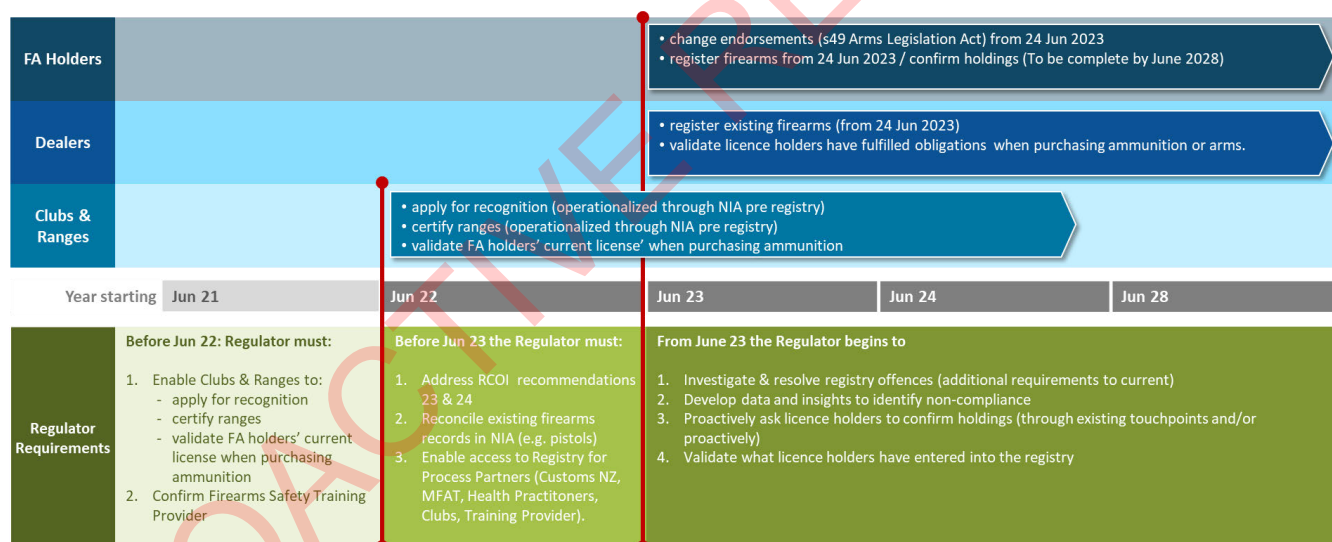 FA Holders
• change endorsements (s49 Arms Legislation Act) from 24 Jun 2023
• register firearms from 24 Jun 2023 / confirm holdings (To be complete by June 2028)
Dealers
• register existing firearms (from 24 Jun 2023)
• validate licence holders have fulfilled obligations when purchasing ammunition or arms.
Clubs &
Ranges
• apply for recognition (operationalized through NIA pre registry)
• certify ranges (operationalized through NIA pre registry)
• validate FA holders' current license' when purchasing ammunition
Year starting Jun 21 Jun 22 Jun 23 Jun 24 Jun 28
Regulator
Requirements
Before Jun 22: Regulator must:
1. Enable Clubs & Ranges to:
- apply for recognition
- certify ranges
- validate FA holders' current
license when purchasing
ammunition
2. Confirm Firearms Safety Training
Provider
Before Jun 23 the Regulator must:
1. Address RCOI recommendations
23 & 24
2. Reconcile existing firearms
records in NIA (e.g. pistols)
3. Enable access to Registry for
Process Partners (Customs NZ,
MFAT, Health Practitoners,
Clubs, Training Provider).
From June 23 the Regulator begins to
1. Investigate & resolve registry offences (additional requirements to current)
2. Develop data and insights to identify non-compliance
3. Proactively ask licence holders to confirm holdings (through existing touchpoints and/or
proactively)
4. Validate what licence holders have entered into the registry
OACTIVE RE